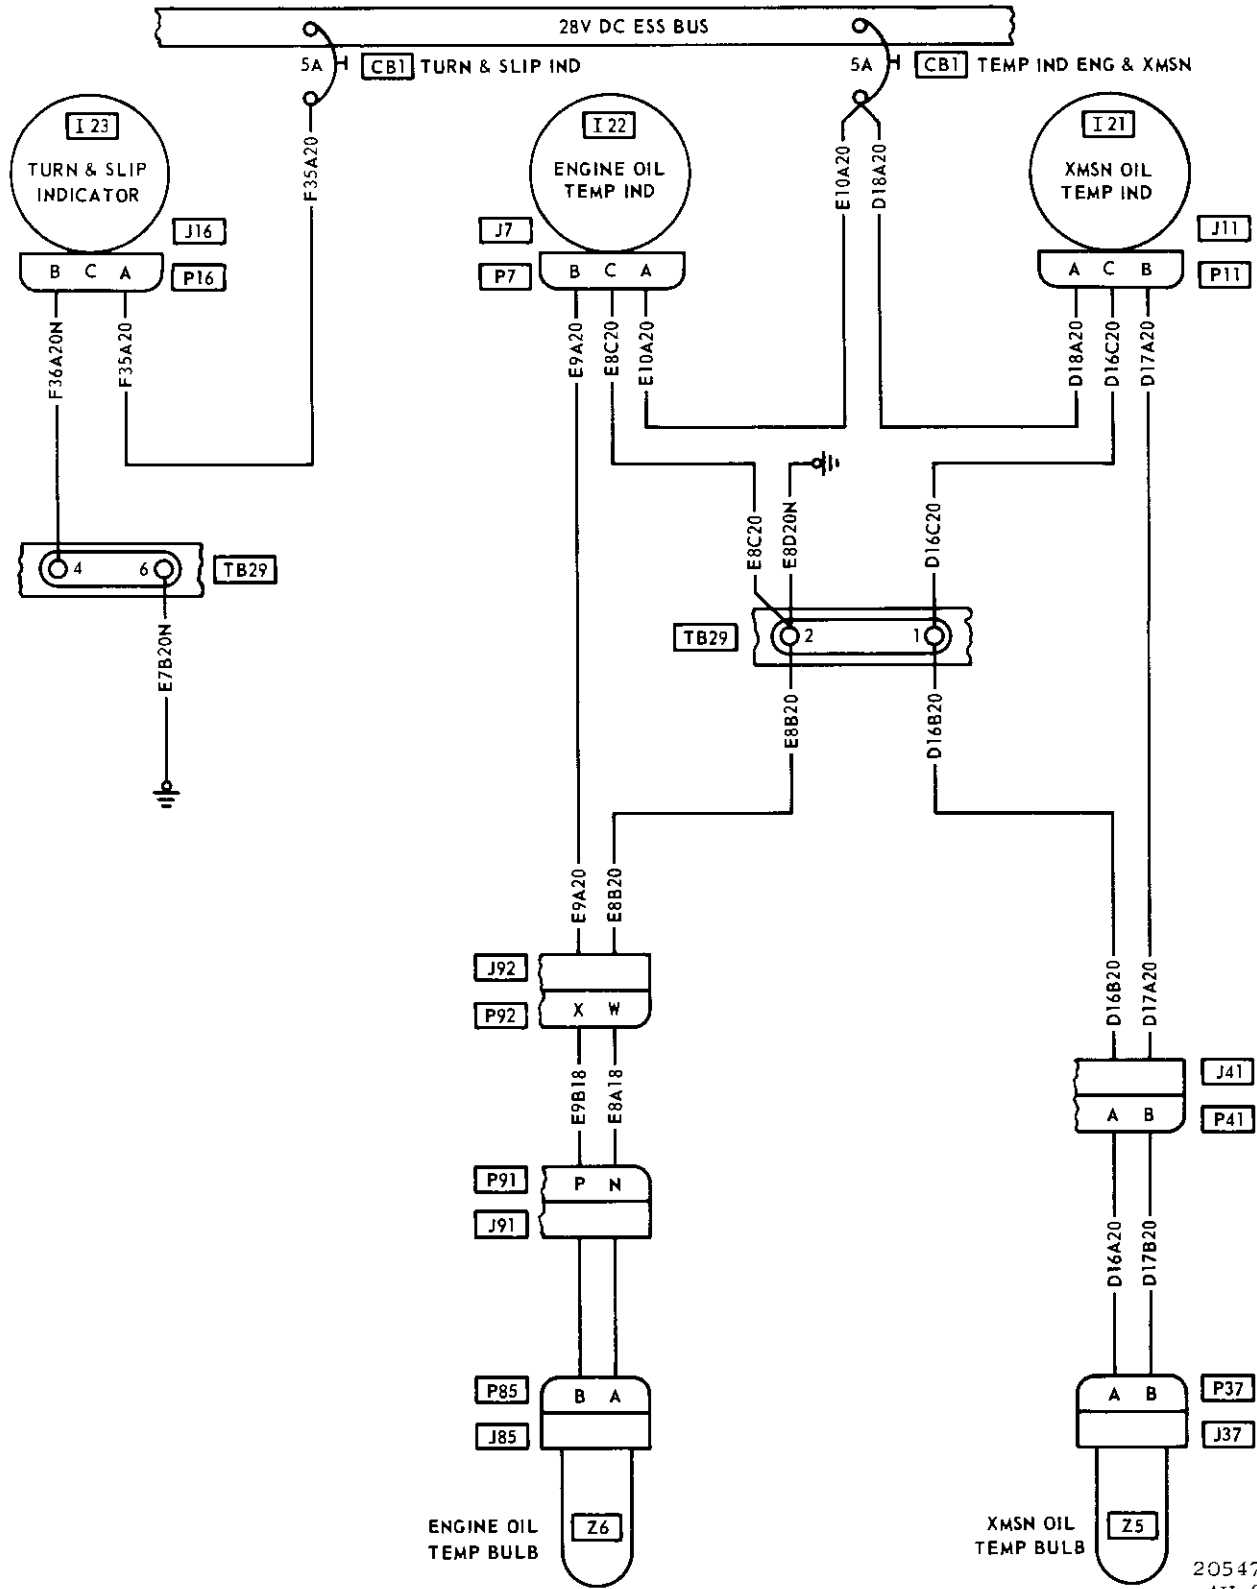 28V DC ESS BUS
5A
CB1 TURN & SLIP IND
5A
CB1 TEMP IND ENG & XMSN
I 23
TURN & SLIP
INDICATOR
I 22
ENGINE OIL
TEMP IND
I 21
XMSN OIL
TEMP IND
F35A20
E10A20
D18A20
J16
B C A
P16
J7
B C A
P7
J11
A C B
P11
F36A20N
F35A20
E9A20
E8C20
E10A20
D18A20
D16C20
D17A20
E8C20
E8D20N
D16C20
4 6
TB29
E7B20N
TB29
2 1
E8B20
D16B20
E9A20
E8B20
D16B20
D17A20
J92
P92
X W
E9B18
E8A18
J41
A B
P41
P91
P N
J91
D16A20
D17B20
P85
B A
J85
A B
P37
J37
ENGINE OIL
TEMP BULB
Z6
XMSN OIL
TEMP BULB
Z5
20547